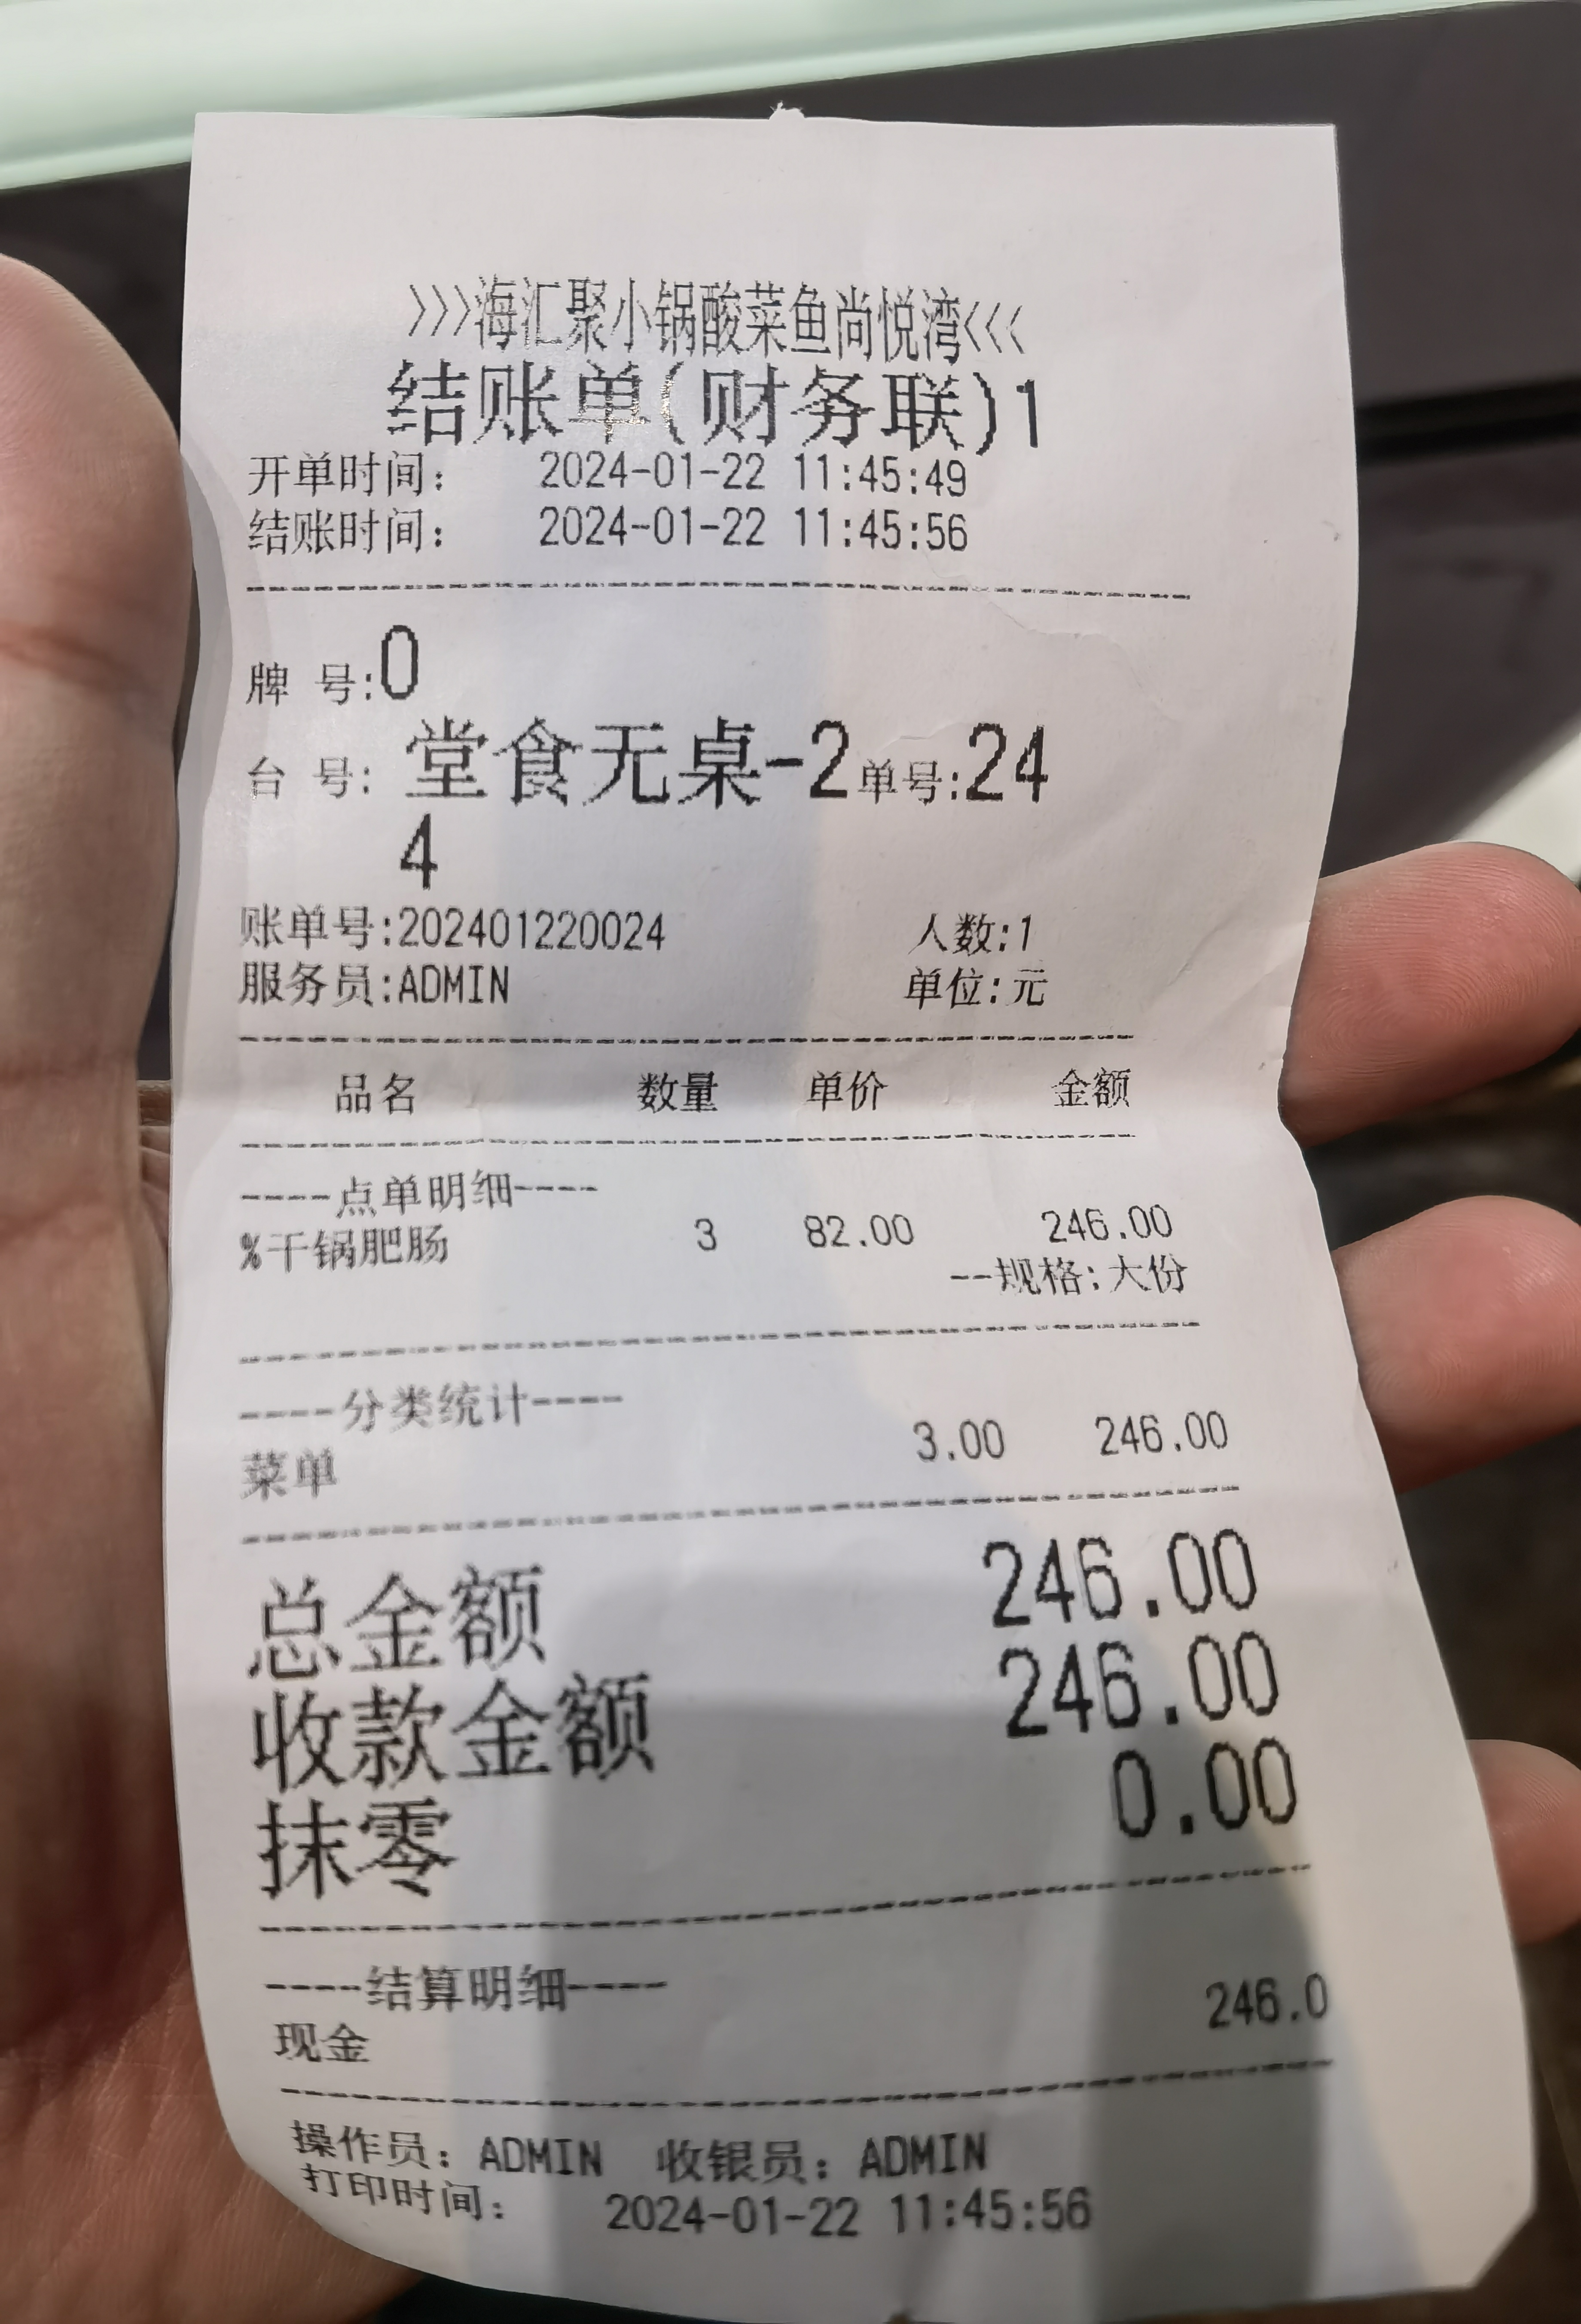 >>>海汇聚小锅酸菜鱼尚悦湾<<<
结账单(财务联)1
开单时间: 2024-01-22 11:45:49
结账时间: 2024-01-22 11:45:56
牌 号:0
台 号: 堂食无桌-2单号:24
4
账单号:202401220024 人数:1
服务员:ADMIN 单位:元
品名 数量 单价 金额
----点单明细----
%干锅肥肠 3 82.00 246.00
--规格:大份
----分类统计----
菜单 3.00 246.00
总金额 246.00
收款金额 246.00
抹零 0.00
----结算明细----
现金 246.0
操作员: ADMIN 收银员: ADMIN
打印时间: 2024-01-22 11:45:56